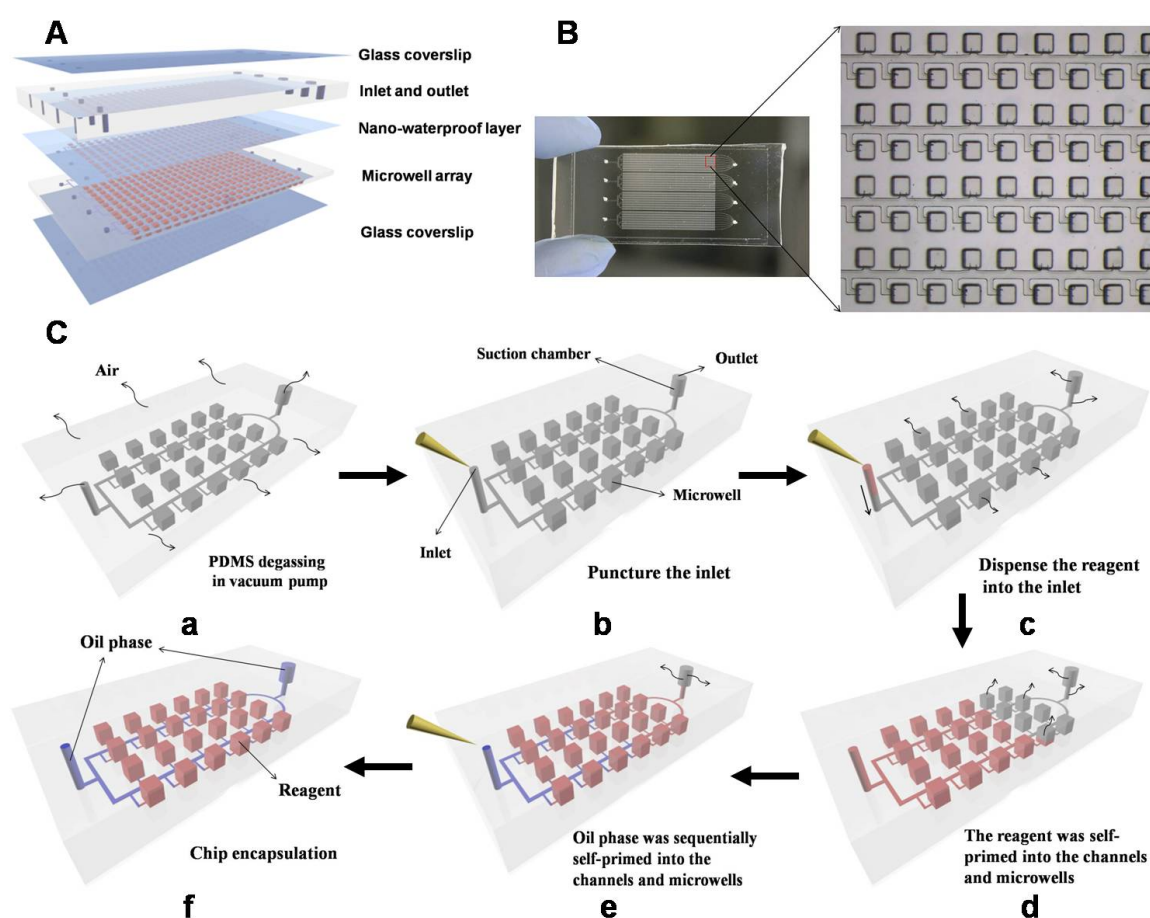 A
Glass coverslip
Inlet and outlet
Nano-waterproof layer
Microwell array
Glass coverslip
B
C
Air
PDMS degassing
in vacuum pump
a
Suction chamber
Outlet
Microwell
Inlet
Puncture the inlet
b
Dispense the reagent
into the inlet
c
Oil phase
Reagent
Chip encapsulation
f
Oil phase was sequentially
self-primed into the
channels and microwells
e
The reagent was self-
primed into the channels
and microwells
d